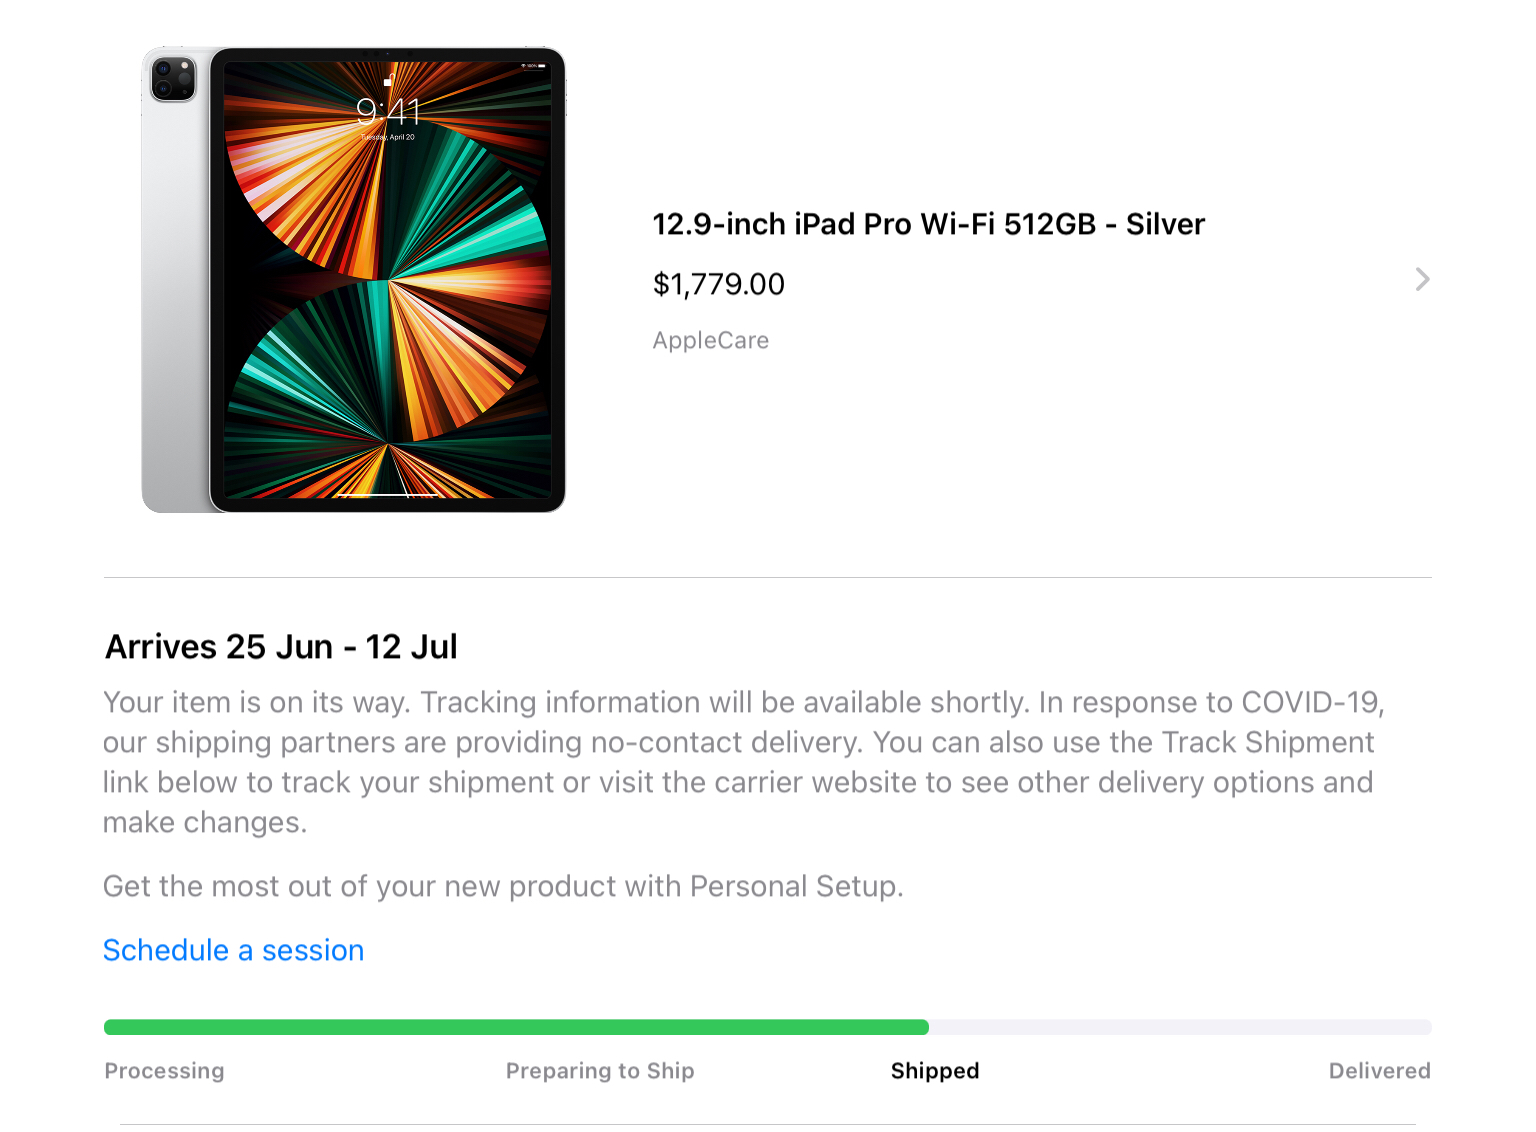 100%
9:41
Tuesday, April 20
12.9-inch iPad Pro Wi-Fi 512GB - Silver
$1,779.00
AppleCare
Arrives 25 Jun - 12 Jul
Your item is on its way. Tracking information will be available shortly. In response to COVID-19,
our shipping partners are providing no-contact delivery. You can also use the Track Shipment
link below to track your shipment or visit the carrier website to see other delivery options and
make changes.
Get the most out of your new product with Personal Setup.
Schedule a session
Processing Preparing to Ship Shipped Delivered